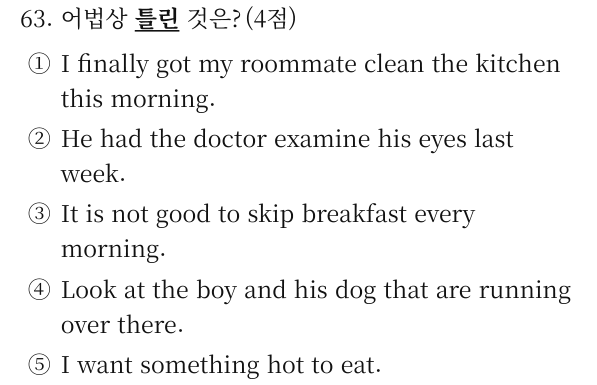 63. 어법상 틀린 것은?(4점)
① I finally got my roommate clean the kitchen
this morning.
② He had the doctor examine his eyes last
week.
③ It is not good to skip breakfast every
morning.
④ Look at the boy and his dog that are running
over there.
⑤ I want something hot to eat.